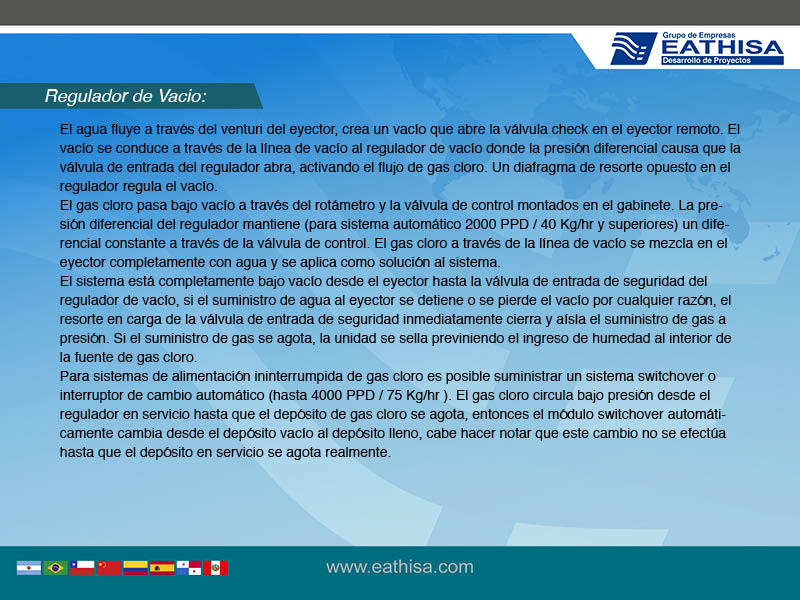 Grupo de Empresas
EATHISA
Desarrollo de Proyectos
Regulador de Vacio:
El agua fluye a través del venturi del eyector, crea un vacío que abre la válvula check en el eyector remoto. El
vacío se conduce a través de la línea de vacío al regulador de vacío donde la presión diferencial causa que la
válvula de entrada del regulador abra, activando el flujo de gas cloro. Un diafragma de resorte opuesto en el
regulador regula el vacío.
El gas cloro pasa bajo vacío a través del rotámetro y la válvula de control montados en el gabinete. La pre-
sión diferencial del regulador mantiene (para sistema automático 2000 PPD / 40 Kg/hr y superiores) un dife-
rencial constante a través de la válvula de control. El gas cloro a través de la línea de vacío se mezcla en el
eyector completamente con agua y se aplica como solución al sistema.
El sistema está completamente bajo vacío desde el eyector hasta la válvula de entrada de seguridad del
regulador de vacío, si el suministro de agua al eyector se detiene o se pierde el vacío por cualquier razón, el
resorte en carga de la válvula de entrada de seguridad inmediatamente cierra y aísla el suministro de gas a
presión. Si el suministro de gas se agota, la unidad se sella previniendo el ingreso de humedad al interior de
la fuente de gas cloro.
Para sistemas de alimentación ininterrumpida de gas cloro es posible suministrar un sistema switchover o
interruptor de cambio automático (hasta 4000 PPD / 75 Kg/hr ). El gas cloro circula bajo presión desde el
regulador en servicio hasta que el depósito de gas cloro se agota, entonces el módulo switchover automáti-
camente cambia desde el depósito vacío al depósito lleno, cabe hacer notar que este cambio no se efectúa
hasta que el depósito en servicio se agota realmente.
www.eathisa.com